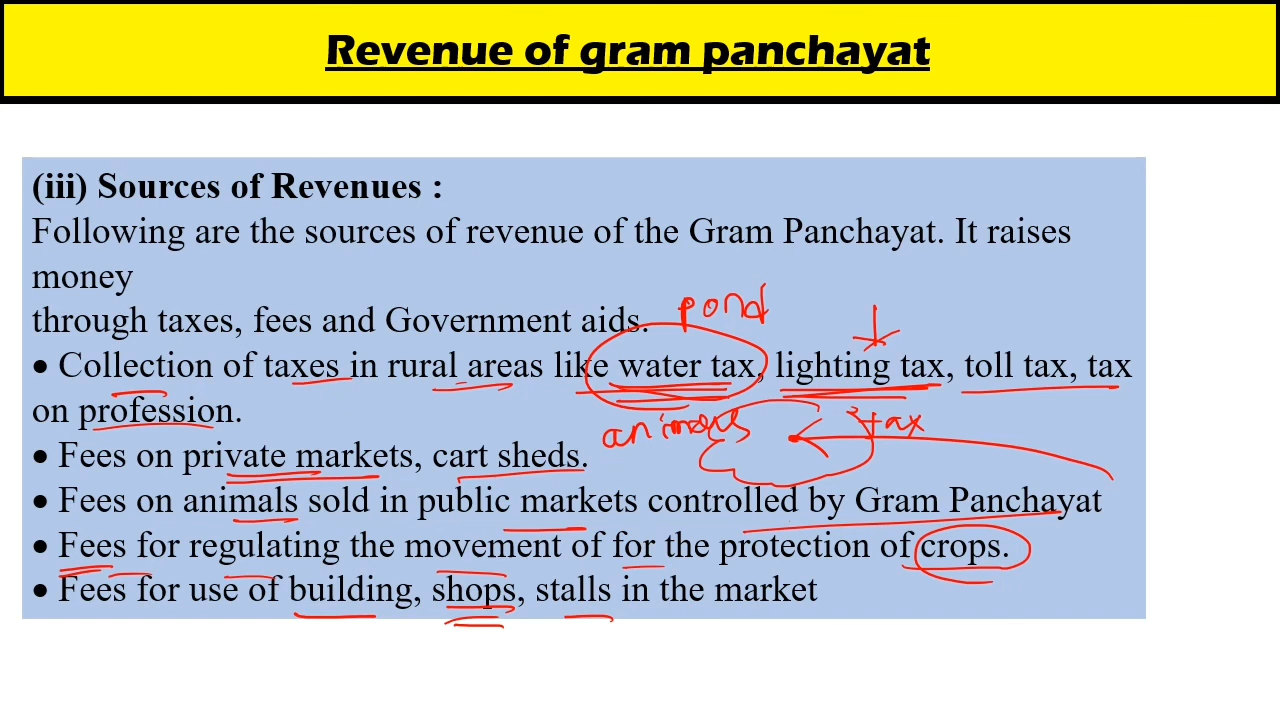 Revenue of gram panchayat
(iii) Sources of Revenues :
Following are the sources of revenue of the Gram Panchayat. It raises
money
pond
through taxes, fees and Government aids.
• Collection of taxes in rural areas like water tax, lighting tax, toll tax, tax
on profession.
animals tax
• Fees on private markets, cart sheds.
• Fees on animals sold in public markets controlled by Gram Panchayat
• Fees for regulating the movement of for the protection of crops.
• Fees for use of building, shops, stalls in the market